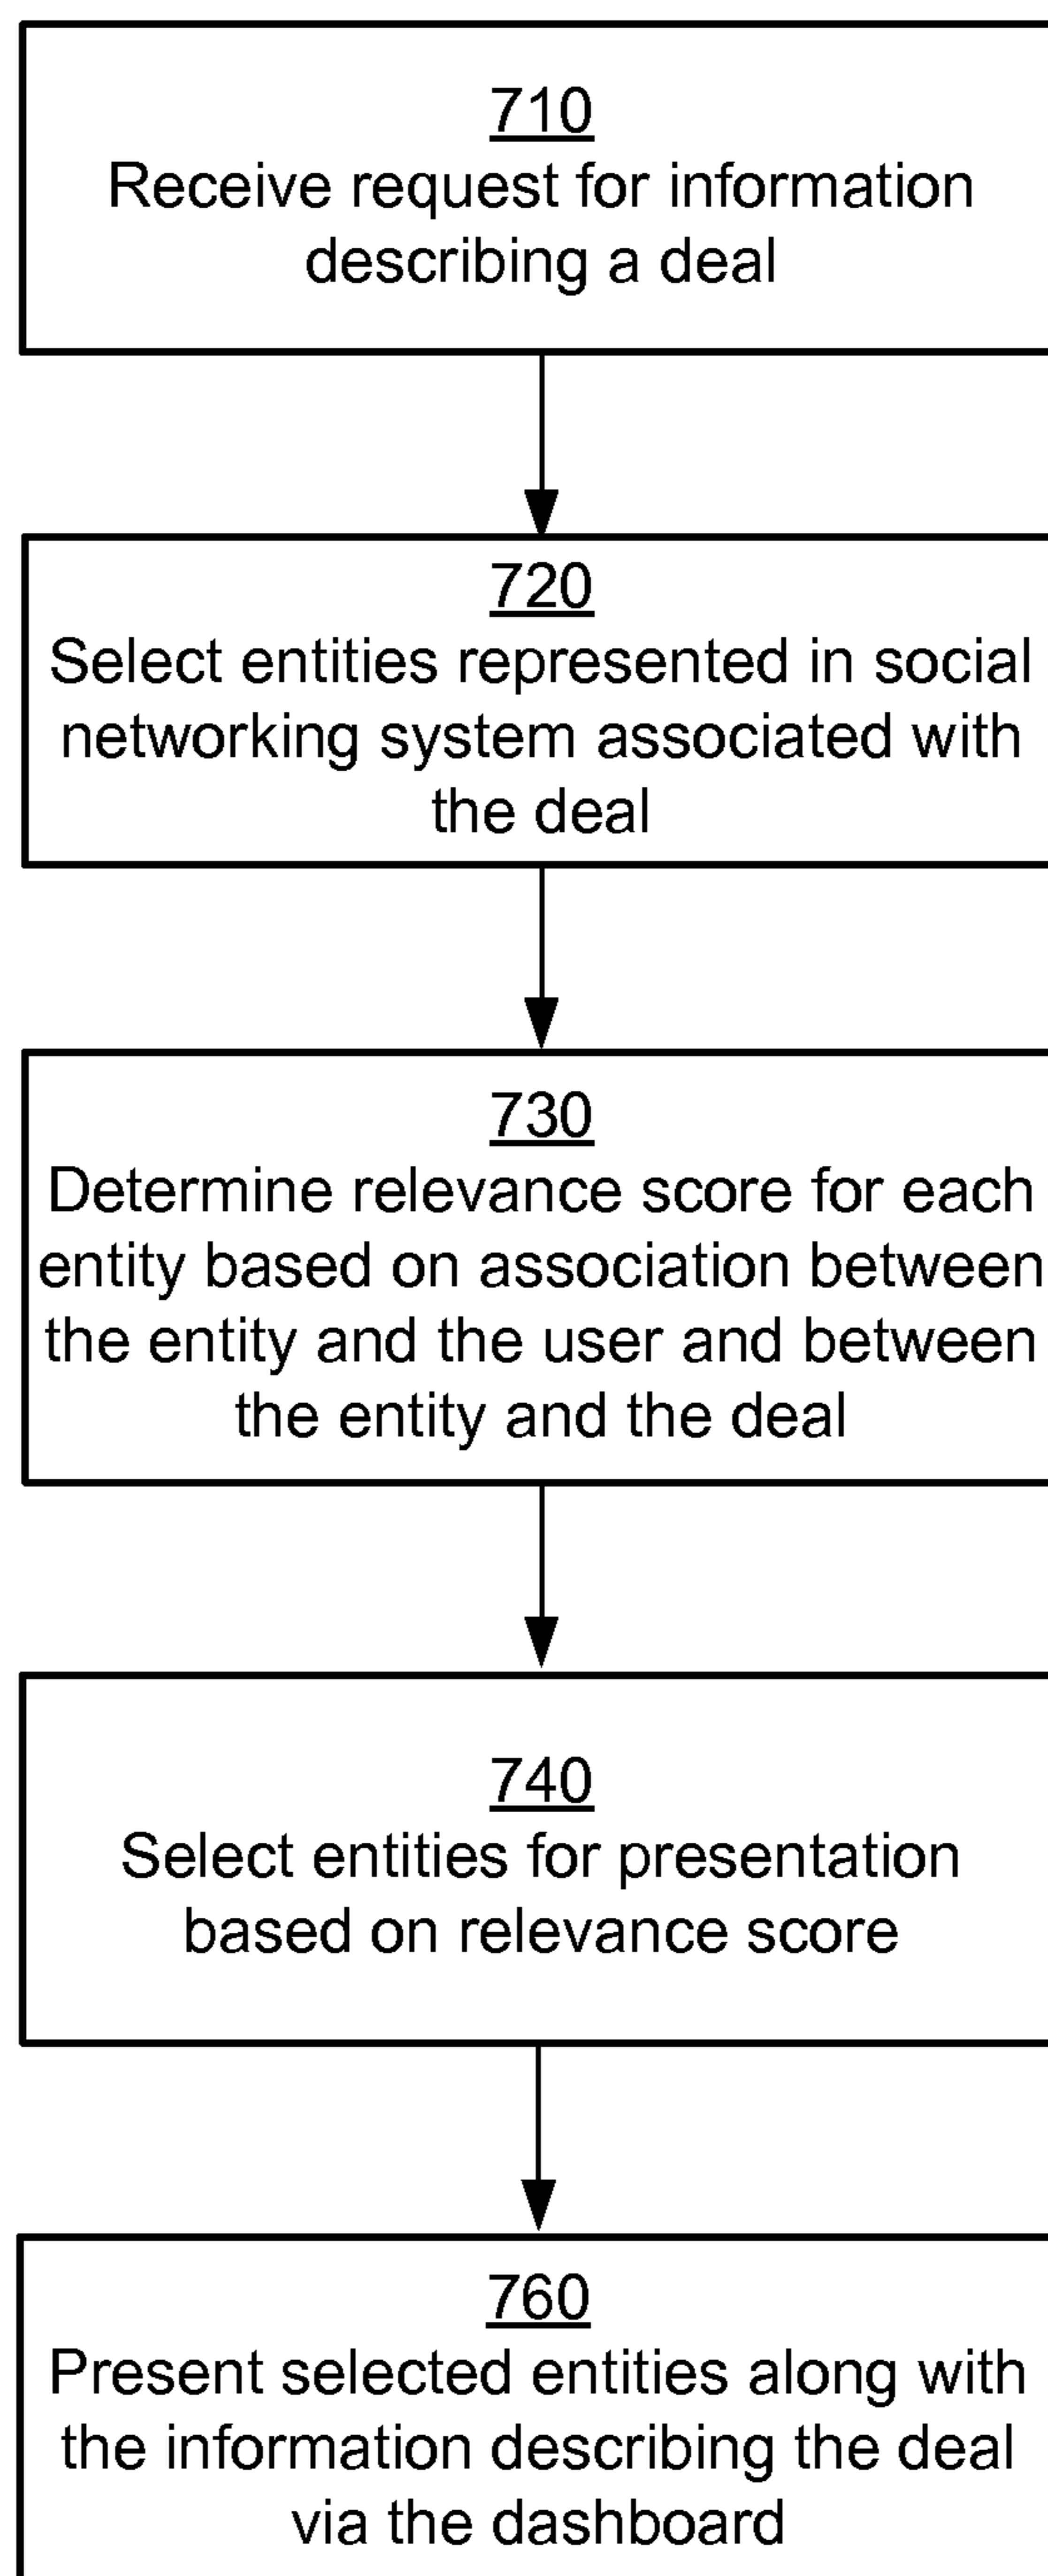 710
Receive request for information
describing a deal
720
Select entities represented in social
networking system associated with
the deal
730
Determine relevance score for each
entity based on association between
the entity and the user and between
the entity and the deal
740
Select entities for presentation
based on relevance score
760
Present selected entities along with
the information describing the deal
via the dashboard